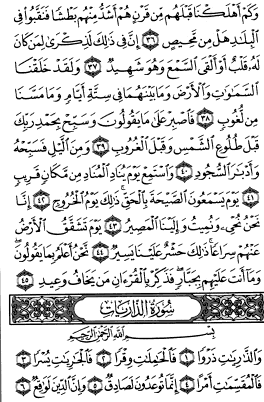 وَكَمْ أَهْلَكْنَا قَبْلَهُم مِّن قَرْنٍ هُمْ أَشَدُّ مِنْهُم بَطْشًا فَنَقَّبُوا۟ فِى
ٱلْبِلَـٰدِ هَلْ مِن مَّحِيصٍ ٣٦ إِنَّ فِى ذَٰلِكَ لَذِكْرَىٰ لِمَن كَانَ
لَهُۥ قَلْبٌ أَوْ أَلْقَى ٱلسَّمْعَ وَهُوَ شَهِيدٌ ٣٧ وَلَقَدْ خَلَقْنَا
ٱلسَّمَـٰوَٰتِ وَٱلْأَرْضَ وَمَا بَيْنَهُمَا فِى سِتَّةِ أَيَّامٍ وَمَا مَسَّنَا
مِن لُّغُوبٍ ٣٨ فَٱصْبِرْ عَلَىٰ مَا يَقُولُونَ وَسَبِّحْ بِحَمْدِ رَبِّكَ
قَبْلَ طُلُوعِ ٱلشَّمْسِ وَقَبْلَ ٱلْغُرُوبِ ٣٩ وَمِنَ ٱلَّيْلِ فَسَبِّحْهُ
وَأَدْبَـٰرَ ٱلسُّجُودِ ٤٠ وَٱسْتَمِعْ يَوْمَ يُنَادِ ٱلْمُنَادِ مِن مَّكَانٍ قَرِيبٍ
٤١ يَوْمَ يَسْمَعُونَ ٱلصَّيْحَةَ بِٱلْحَقِّ ۚ ذَٰلِكَ يَوْمُ ٱلْخُرُوجِ ٤٢ إِنَّا
نَحْنُ نُحْىِۦ وَنُمِيتُ وَإِلَيْنَا ٱلْمَصِيرُ ٤٣ يَوْمَ تَشَقَّقُ ٱلْأَرْضُ
عَنْهُمْ سِرَاعًا ۚ ذَٰلِكَ حَشْرٌ عَلَيْنَا يَسِيرٌ ٤٤ نَّحْنُ أَعْلَمُ بِمَا يَقُولُونَ ۖ
وَمَآ أَنتَ عَلَيْهِم بِجَبَّارٍ ۖ فَذَكِّرْ بِٱلْقُرْءَانِ مَن يَخَافُ وَعِيدِ ٤٥
سُورَةُ الذَّارِيَاتِ
بِسْمِ ٱللَّهِ ٱلرَّحْمَـٰنِ ٱلرَّحِيمِ
وَٱلذَّٰرِيَـٰتِ ذَرْوًا ١ فَٱلْحَـٰمِلَـٰتِ وِقْرًا ٢ فَٱلْجَـٰرِيَـٰتِ يُسْرًا ٣
فَٱلْمُقَسِّمَـٰتِ أَمْرًا ٤ إِنَّمَا تُوعَدُونَ لَصَادِقٌ ٥ وَإِنَّ ٱلدِّينَ لَوَٰقِعٌ ٦